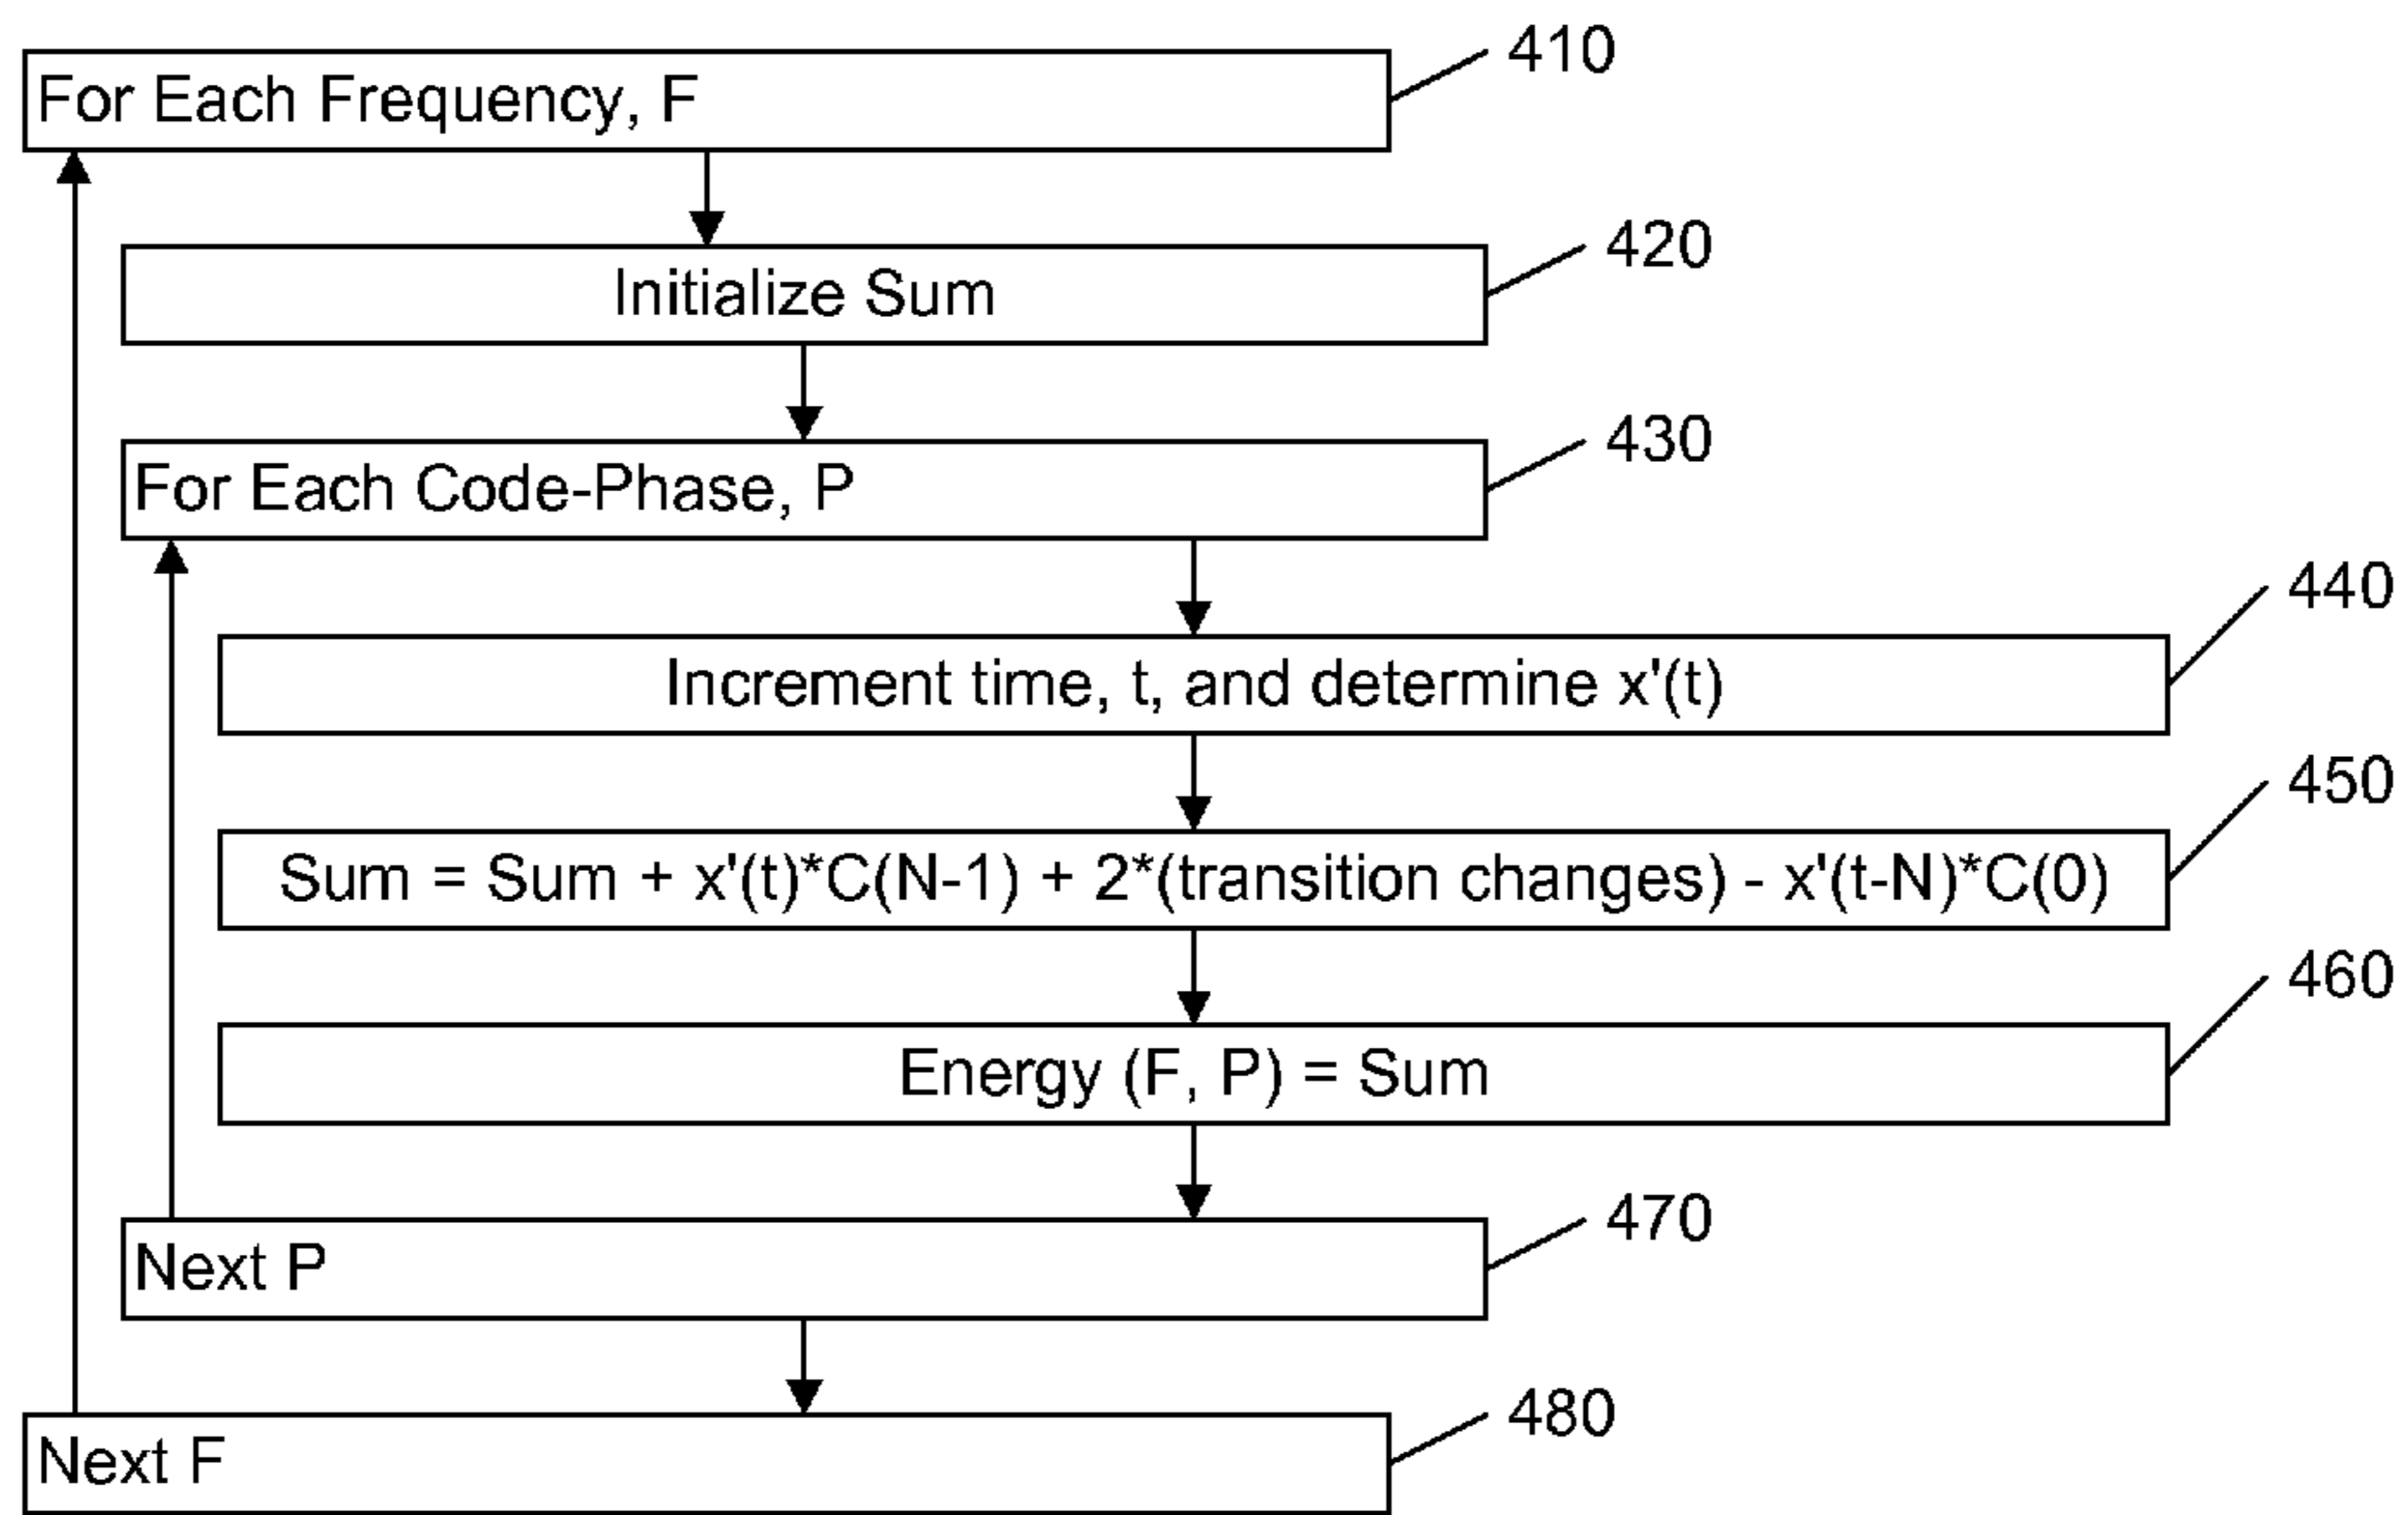 410
For Each Frequency, F
420
Initialize Sum
430
For Each Code-Phase, P
440
Increment time, t, and determine x'(t)
450
Sum = Sum + x'(t)*C(N-1) + 2*(transition changes) - x'(t-N)*C(0)
460
Energy (F, P) = Sum
470
Next P
480
Next F